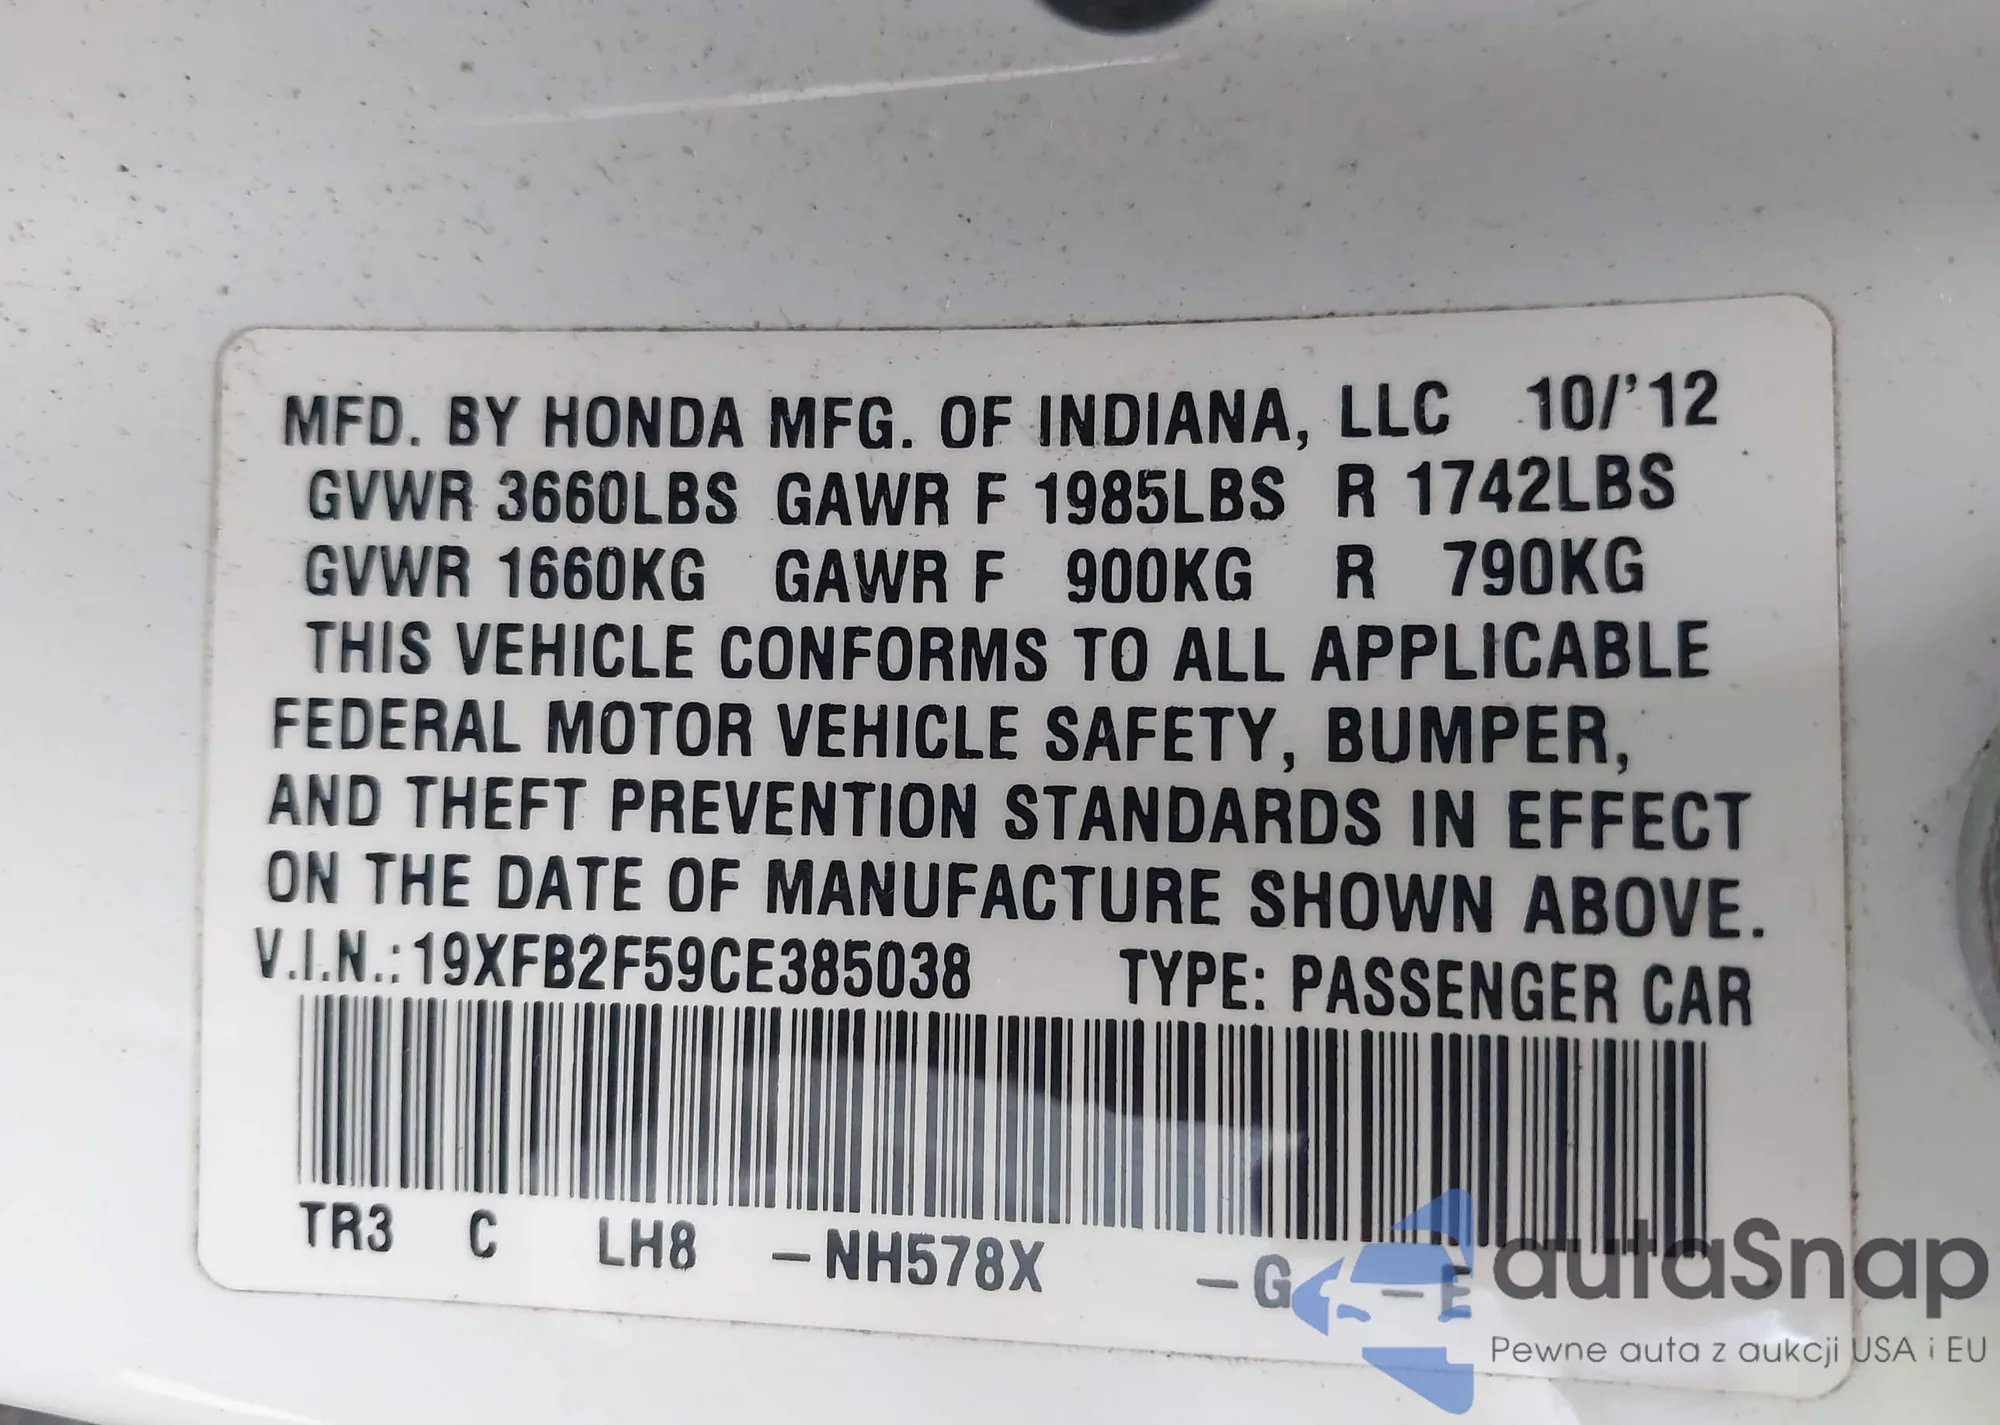 MFD. BY HONDA MFG. OF INDIANA, LLC 10/'12
GVWR 3660LBS GAWR F 1985LBS R 1742LBS
GVWR 1660KG GAWR F 900KG R 790KG
THIS VEHICLE CONFORMS TO ALL APPLICABLE
FEDERAL MOTOR VEHICLE SAFETY, BUMPER,
AND THEFT PREVENTION STANDARDS IN EFFECT
ON THE DATE OF MANUFACTURE SHOWN ABOVE.
V.I.N.: 19XFB2F59CE385038 TYPE: PASSENGER CAR
TR3 C LH8 -NH578X -G
autaSnap
Pewne auta z aukcji USA i EU